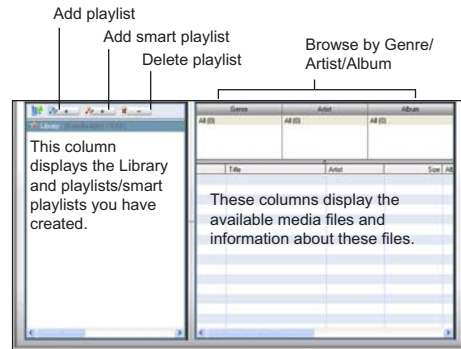 Add playlist
Add smart playlist
Delete playlist
Browse by Genre/
Artist/Album
Genre Artist Album
All (0) All (0) All (0)
Library
This column
displays the Library
and playlists/smart
playlists you have
created.
Title Artist Size Alb
These columns display the
available media files and
information about these files.